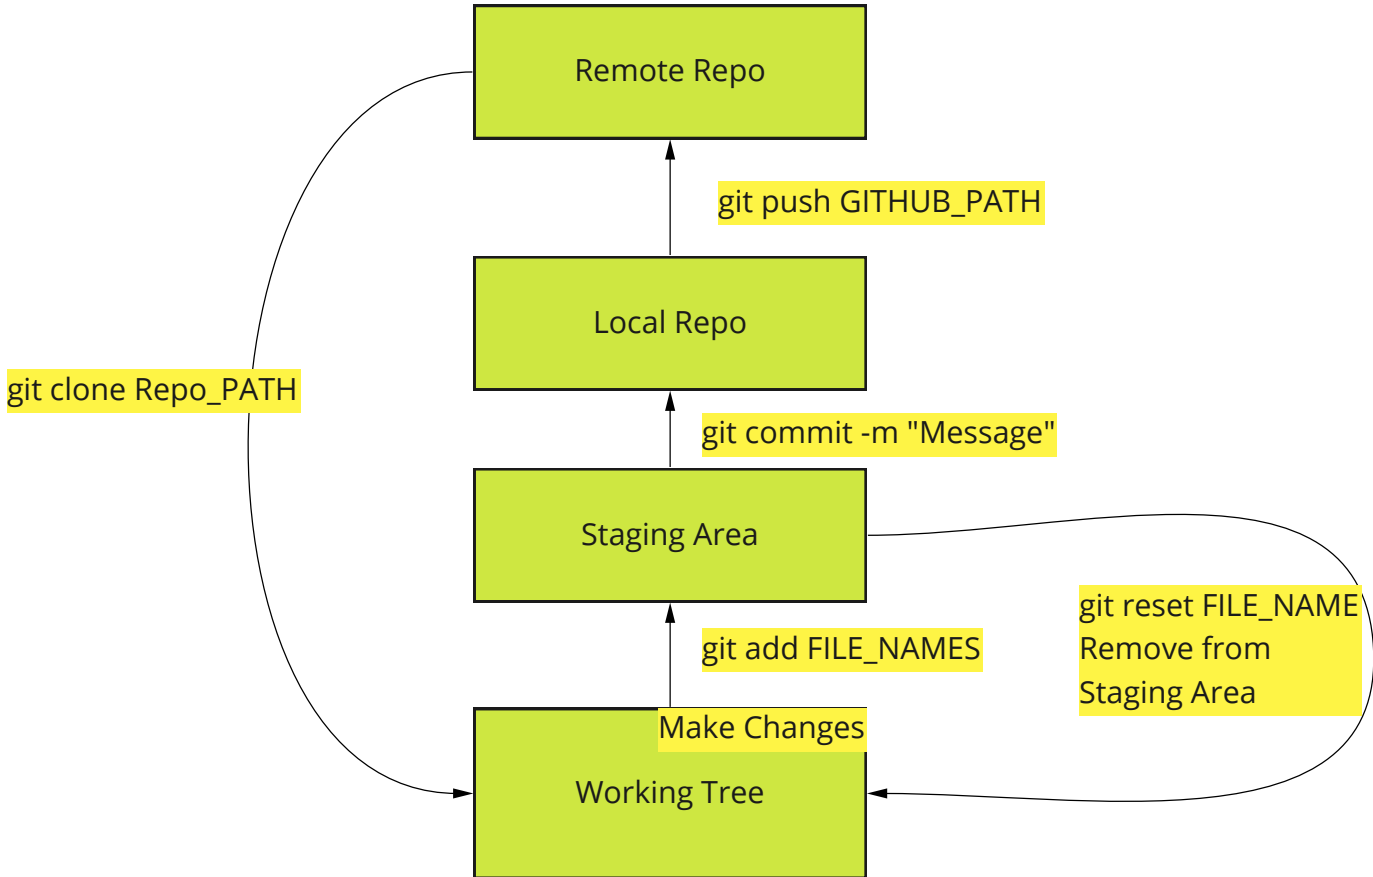 Remote Repo
git push GITHUB_PATH
Local Repo
git clone Repo_PATH
git commit -m "Message"
Staging Area
git reset FILE_NAME
Remove from
Staging Area
git add FILE_NAMES
Make Changes
Working Tree